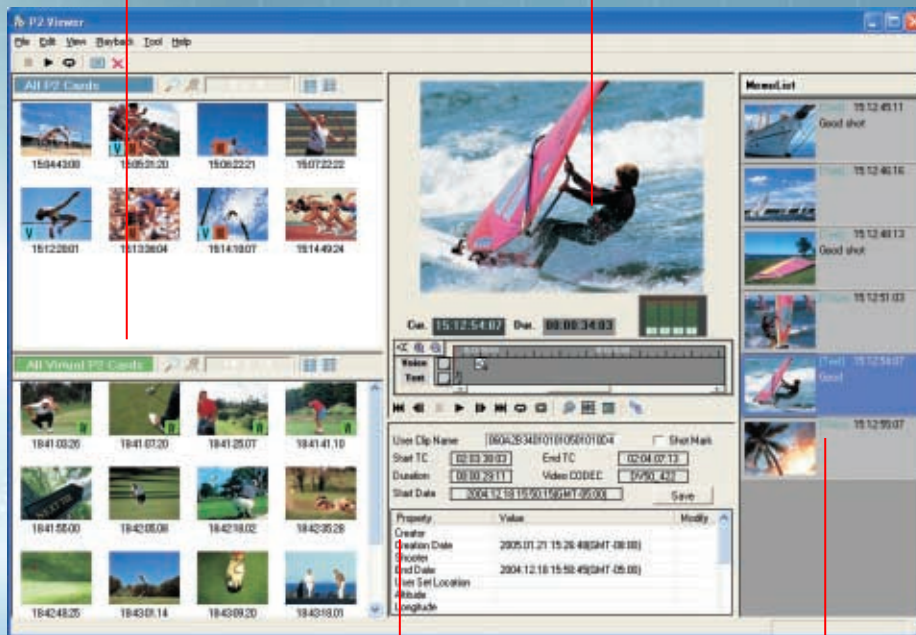 P2 Viewer
File Edit View Playback Tool Help
All P2 Cards
15:04:43:08
15:05:31:20
15:06:22:21
15:07:22:22
15:12:28:01
15:13:38:04
15:14:18:07
15:14:49:24
All Virtual P2 Cards
18:41:03:26
18:41:07:20
18:41:25:07
18:41:41:10
18:41:55:00
18:42:05:08
18:42:18:02
18:42:35:28
18:42:48:25
18:43:01:14
18:43:09:20
18:43:18:01
Cur. 15:12:54:07 Dur. 00:00:34:03
Voice
Text
User Clip Name
Shot Mark
Start TC 02:03:38:03 End TC 02:04:07:13
Duration 00:00:29:11 Video CODEC DV50_422
Start Date 2004.12.18 15:50:15(GMT-05:00) Save
Property Value Modify
Creator
Creation Date 2005.01.21 15:26:48(GMT-08:00)
Shooter
End Date 2004.12.18 15:50:45(GMT-05:00)
User Set Location
Altitude
Longitude
MemoList
15:12:45:11
Good shot
15:12:46:16
15:12:48:13
Good shot
15:12:51:03
[Text] 15:12:54:07
Good
15:12:55:07